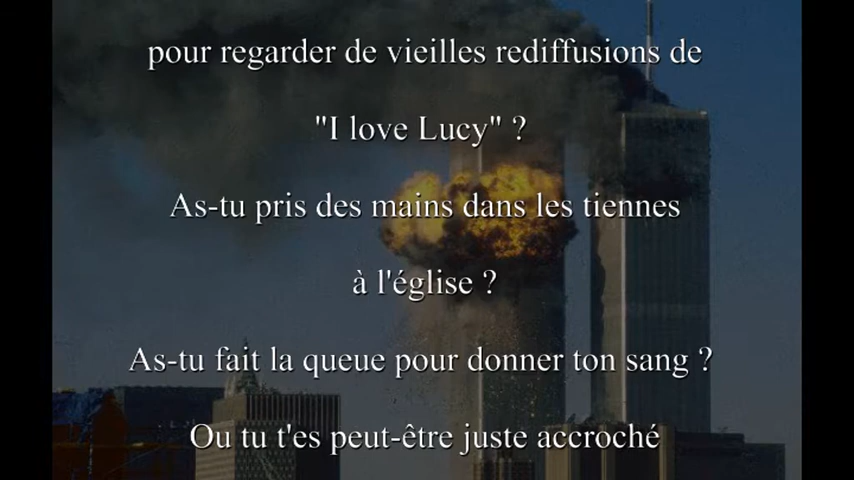 pour regarder de vieilles rediffusions de
"I love Lucy" ?
As-tu pris des mains dans les tiennes
à l'église ?
As-tu fait la queue pour donner ton sang ?
Ou tu t'es peut-être juste accroché